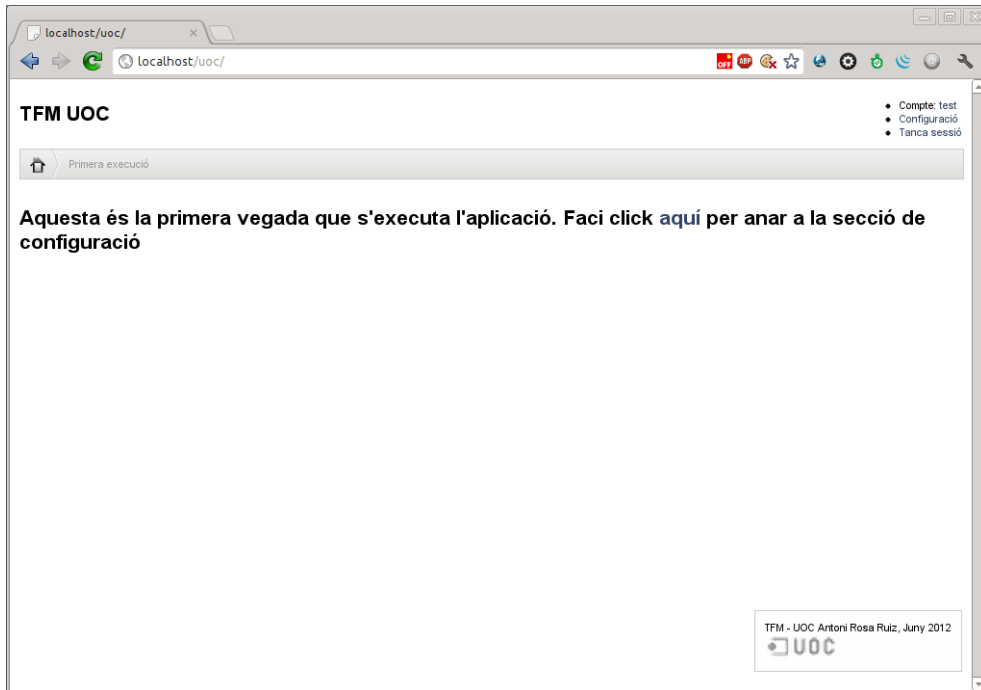 localhost/uoc/
localhost/uoc/
OFF
ABP
TFM UOC
Compte: test
Configuració
Tanca sessió
Primera execució
Aquesta és la primera vegada que s'executa l'aplicació. Faci click aquí per anar a la secció de
configuració
TFM - UOC Antoni Rosa Ruiz, Juny 2012
UOC